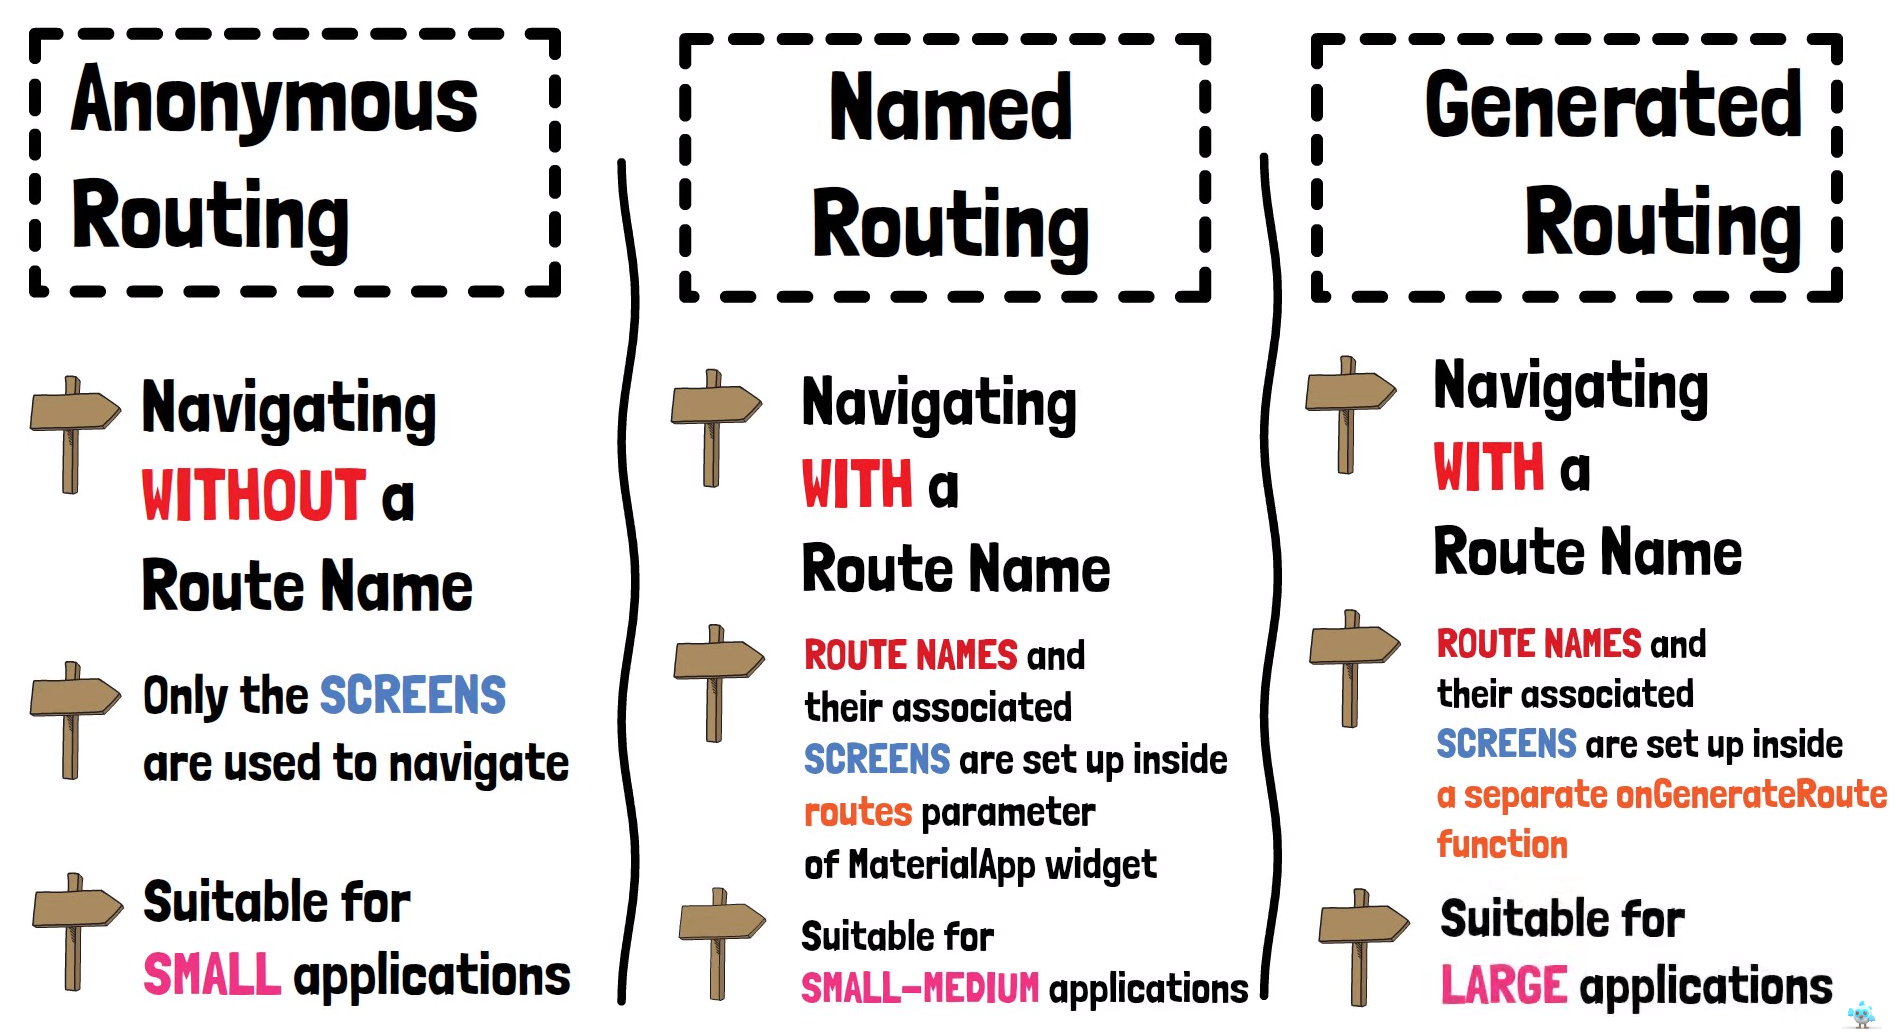 Anonymous
Routing
Navigating
WITHOUT a
Route Name
Only the SCREENS
are used to navigate
Suitable for
SMALL applications
Named
Routing
Navigating
WITH a
Route Name
ROUTE NAMES and
their associated
SCREENS are set up inside
routes parameter
of MaterialApp widget
Suitable for
SMALL-MEDIUM applications
Generated
Routing
Navigating
WITH a
Route Name
ROUTE NAMES and
their associated
SCREENS are set up inside
a separate onGenerateRoute
function
Suitable for
LARGE applications